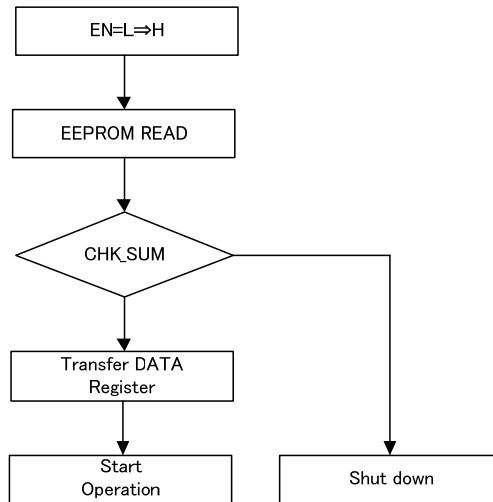 EN=L⇒H
EEPROM READ
CHK_SUM
Transfer DATA
Register
Start
Operation
Shut down